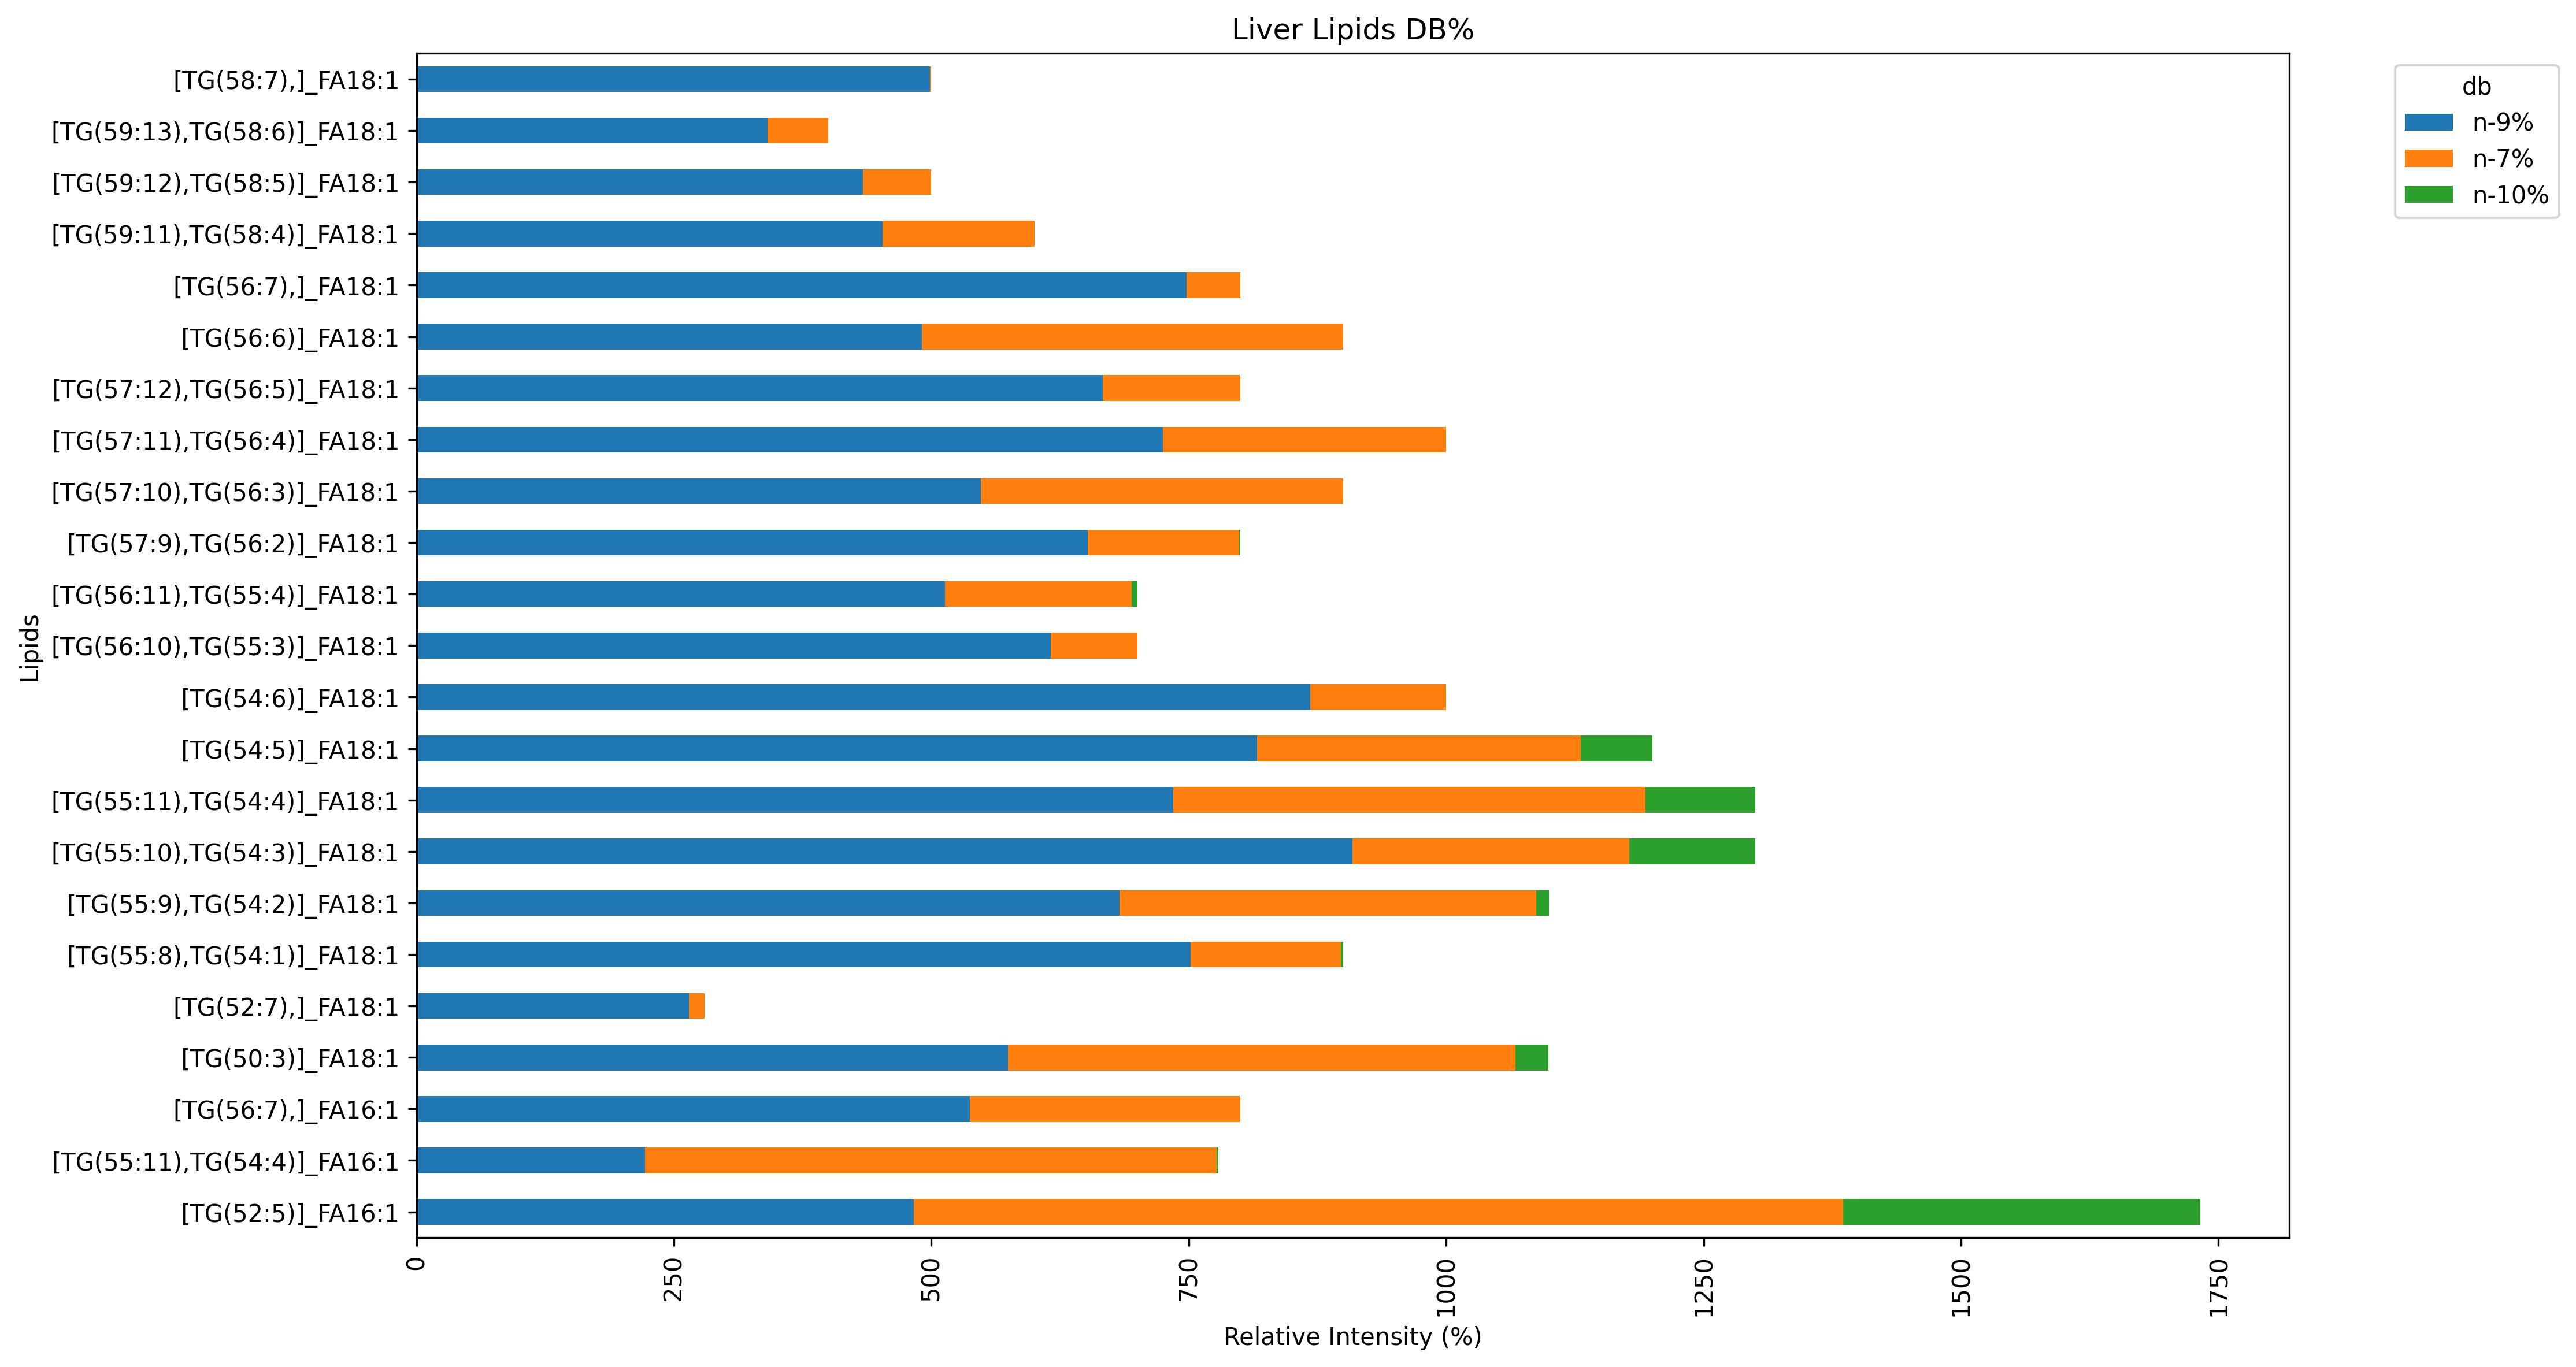 Liver Lipids DB%
[TG(58:7),]_FA18:1
[TG(59:13),TG(58:6)]_FA18:1
[TG(59:12),TG(58:5)]_FA18:1
[TG(59:11),TG(58:4)]_FA18:1
[TG(56:7),]_FA18:1
[TG(56:6)]_FA18:1
[TG(57:12),TG(56:5)]_FA18:1
[TG(57:11),TG(56:4)]_FA18:1
[TG(57:10),TG(56:3)]_FA18:1
[TG(57:9),TG(56:2)]_FA18:1
[TG(56:11),TG(55:4)]_FA18:1
[TG(56:10),TG(55:3)]_FA18:1
[TG(54:6)]_FA18:1
[TG(54:5)]_FA18:1
[TG(55:11),TG(54:4)]_FA18:1
[TG(55:10),TG(54:3)]_FA18:1
[TG(55:9),TG(54:2)]_FA18:1
[TG(55:8),TG(54:1)]_FA18:1
[TG(52:7),]_FA18:1
[TG(50:3)]_FA18:1
[TG(56:7),]_FA16:1
[TG(55:11),TG(54:4)]_FA16:1
[TG(52:5)]_FA16:1
Lipids
0
250
500
750
1000
1250
1500
1750
Relative Intensity (%)
db
n-9%
n-7%
n-10%